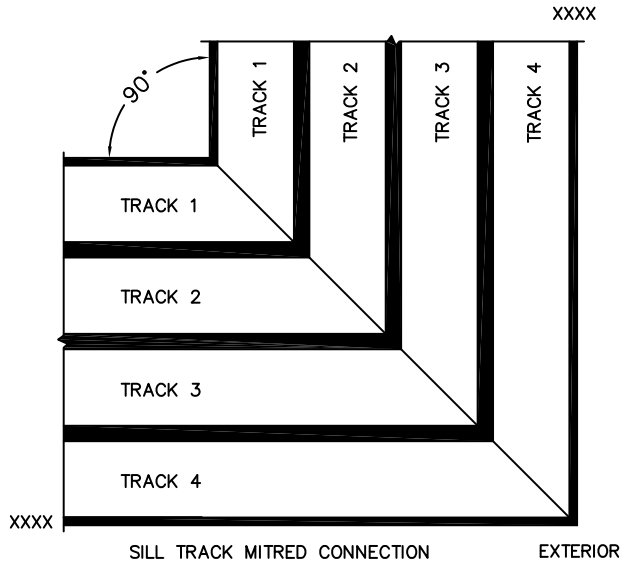 XXXX
90°
TRACK 1
TRACK 2
TRACK 3
TRACK 4
TRACK 1
TRACK 2
TRACK 3
TRACK 4
XXXX
SILL TRACK MITRED CONNECTION
EXTERIOR